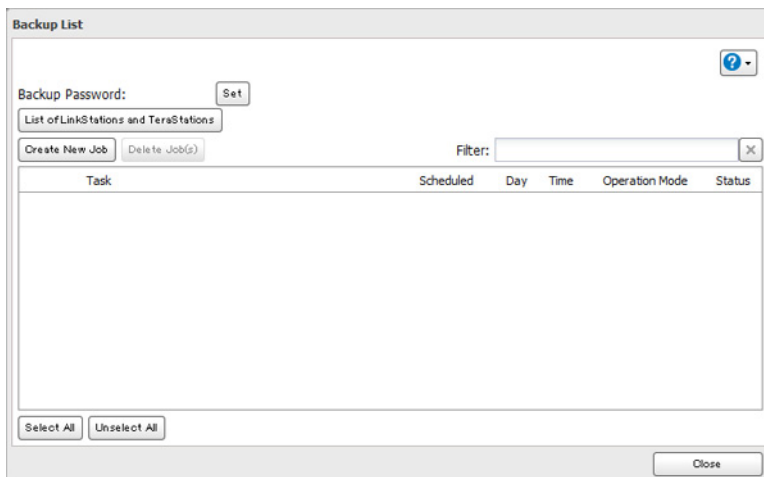 Backup List
?
Backup Password: Set
List of LinkStations and TeraStations
Create New Job Delete Job(s) Filter:
Task Scheduled Day Time Operation Mode Status
Select All Unselect All
Close